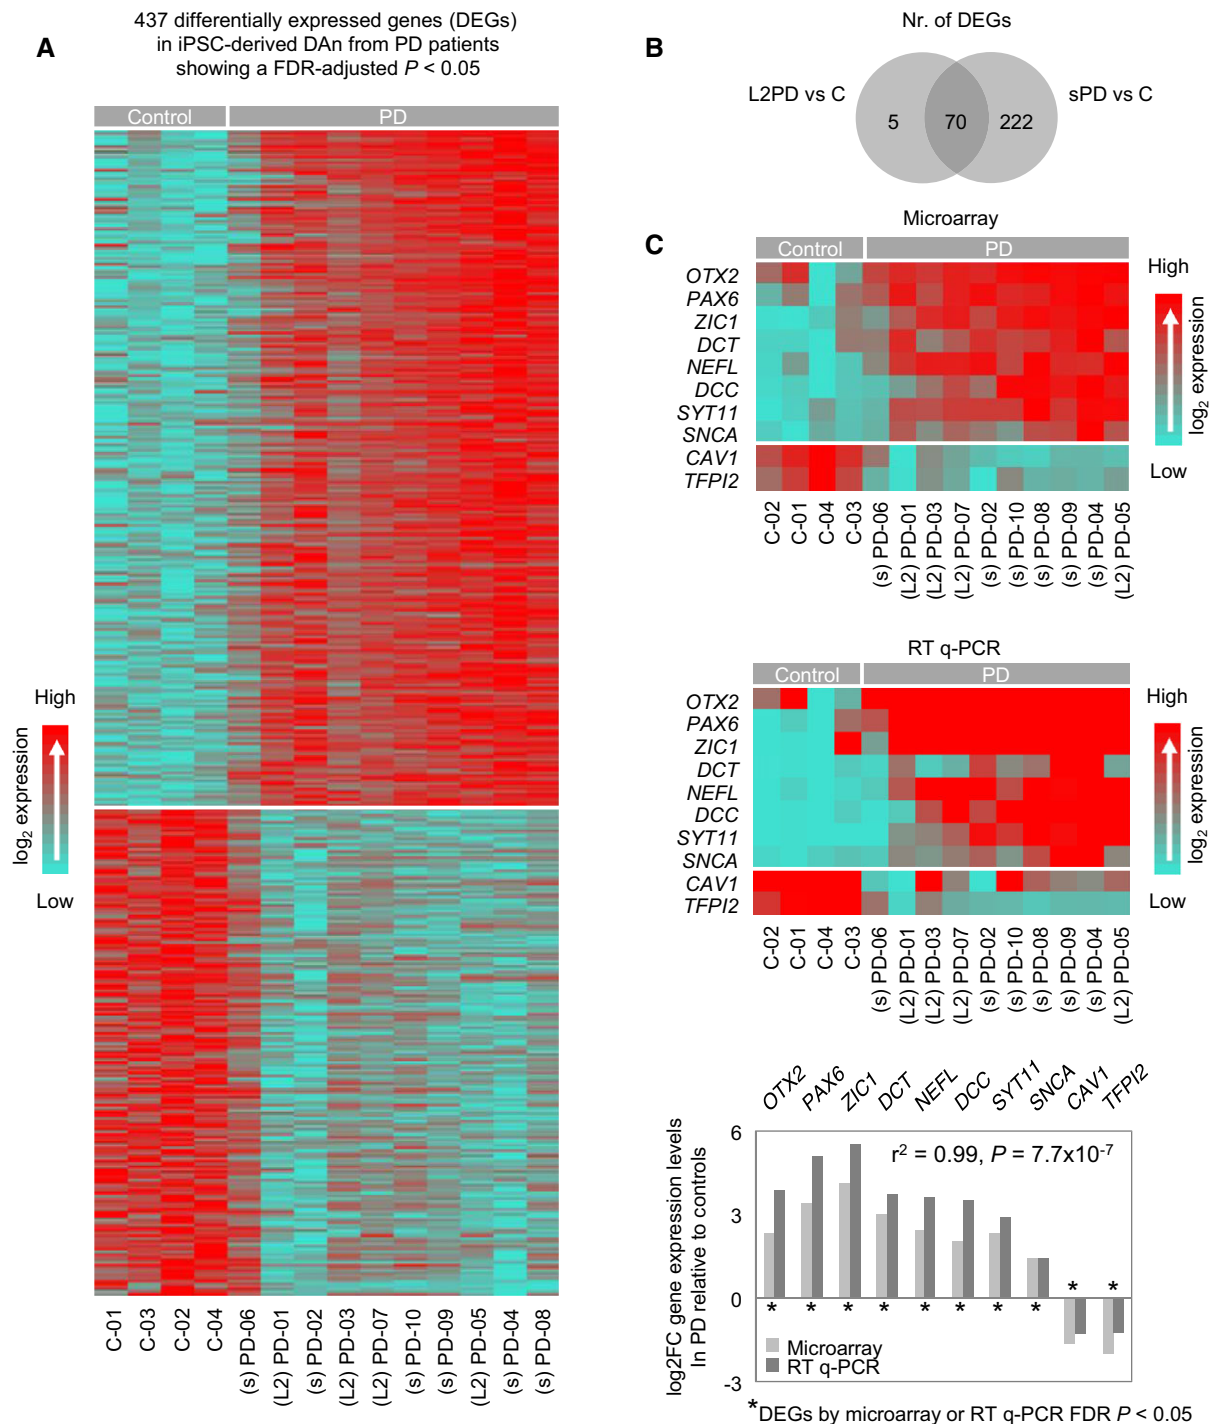 A
437 differentially expressed genes (DEGs)
in iPSC-derived DAn from PD patients
showing a FDR-adjusted P < 0.05
Control
PD
High
log2 expression
Low
C-01
C-03
C-02
C-04
(s) PD-06
(L2) PD-01
(s) PD-02
(L2) PD-03
(L2) PD-07
(s) PD-10
(s) PD-09
(L2) PD-05
(s) PD-04
(s) PD-08
B
Nr. of DEGs
L2PD vs C
5
70
222
sPD vs C
C
Microarray
Control
PD
OTX2
PAX6
ZIC1
DCT
NEFL
DCC
SYT11
SNCA
CAV1
TFPI2
High
log2 expression
Low
C-02
C-01
C-04
C-03
(s) PD-06
(L2) PD-01
(L2) PD-03
(L2) PD-07
(s) PD-02
(s) PD-10
(s) PD-08
(s) PD-09
(s) PD-04
(L2) PD-05
RT q-PCR
Control
PD
OTX2
PAX6
ZIC1
DCT
NEFL
DCC
SYT11
SNCA
CAV1
TFPI2
High
log2 expression
Low
C-02
C-01
C-04
C-03
(s) PD-06
(L2) PD-01
(L2) PD-03
(L2) PD-07
(s) PD-02
(s) PD-10
(s) PD-08
(s) PD-09
(s) PD-04
(L2) PD-05
OTX2
PAX6
ZIC1
DCT
NEFL
DCC
SYT11
SNCA
CAV1
TFPI2
log2FC gene expression levels
In PD relative to controls
6
3
0
-3
r² = 0.99, P = 7.7x10⁻⁷
* * * * * * * * * *
Microarray
RT q-PCR
*DEGs by microarray or RT q-PCR FDR P < 0.05